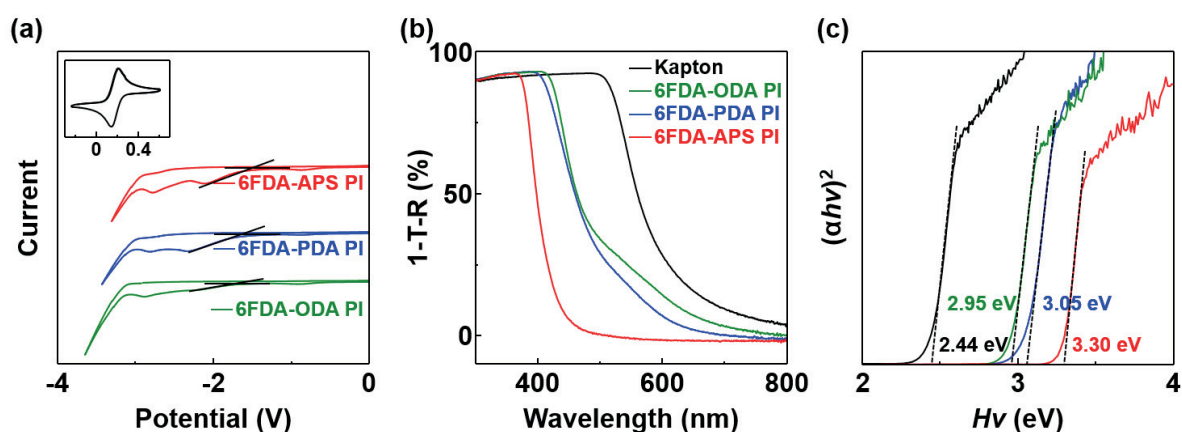 (a)
Current
0 0.4
6FDA-APS PI
6FDA-PDA PI
6FDA-ODA PI
-4 -2 0
Potential (V)
(b)
1-T-R (%)
100
50
0
Kapton
6FDA-ODA PI
6FDA-PDA PI
6FDA-APS PI
400 600 800
Wavelength (nm)
(c)
(αhν)²
2.95 eV 3.05 eV
2.44 eV 3.30 eV
2 3 4
Hν (eV)